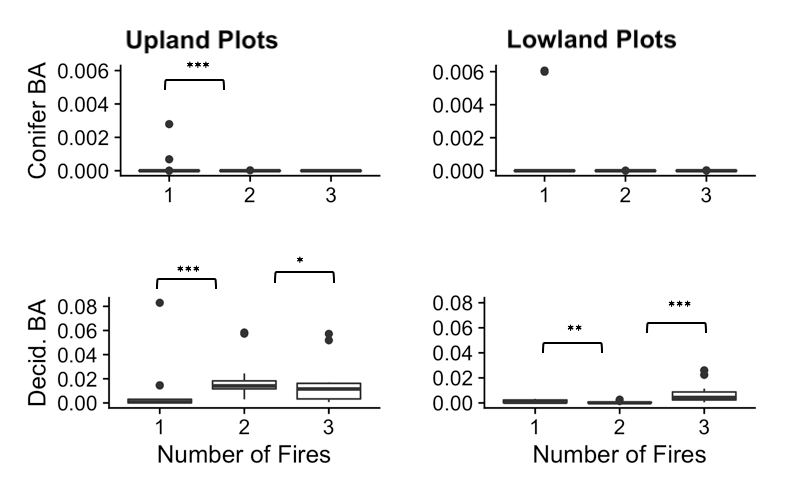 Upland Plots
Lowland Plots
Conifer BA
0.006
0.004
0.002
0.000
***
1 2 3
0.006
0.004
0.002
0.000
1 2 3
Decid. BA
0.08
0.06
0.04
0.02
0.00
*** *
1 2 3
Number of Fires
0.08
0.06
0.04
0.02
0.00
** ***
1 2 3
Number of Fires